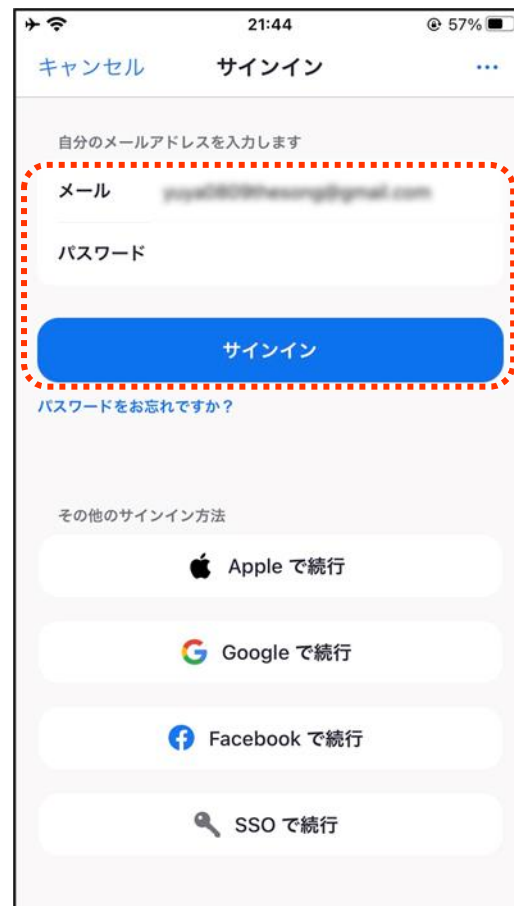 21:44
57%
キャンセル サインイン ...
自分のメールアドレスを入力します
メール
パスワード
サインイン
パスワードをお忘れですか？
その他のサインイン方法
Apple で続行
Google で続行
Facebook で続行
SSO で続行